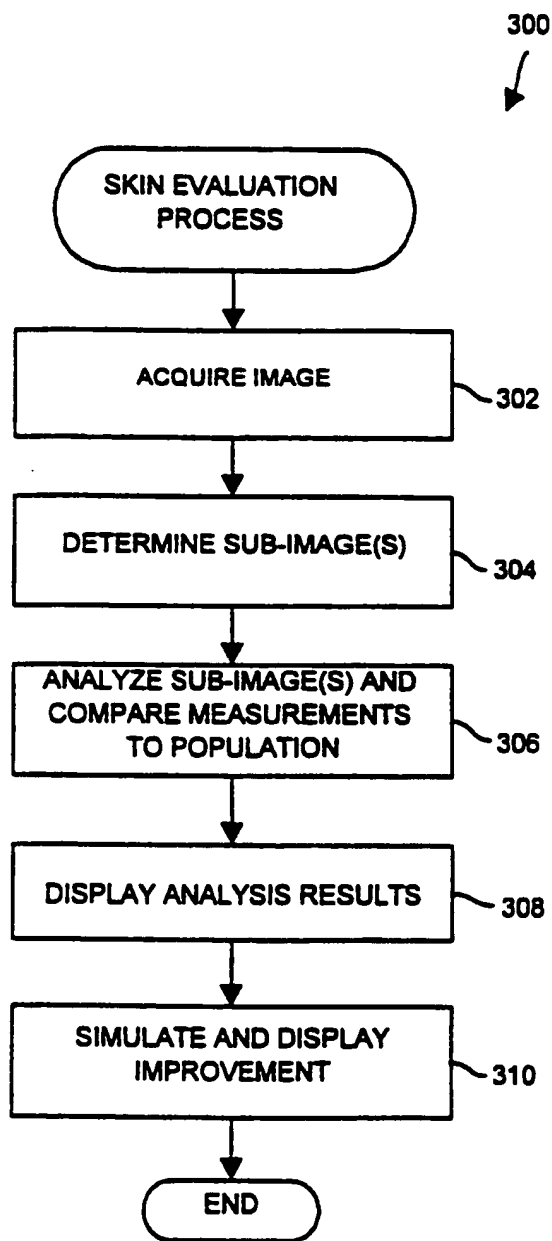 300
SKIN EVALUATION
PROCESS
ACQUIRE IMAGE
302
DETERMINE SUB-IMAGE(S)
304
ANALYZE SUB-IMAGE(S) AND
COMPARE MEASUREMENTS
TO POPULATION
306
DISPLAY ANALYSIS RESULTS
308
SIMULATE AND DISPLAY
IMPROVEMENT
310
END